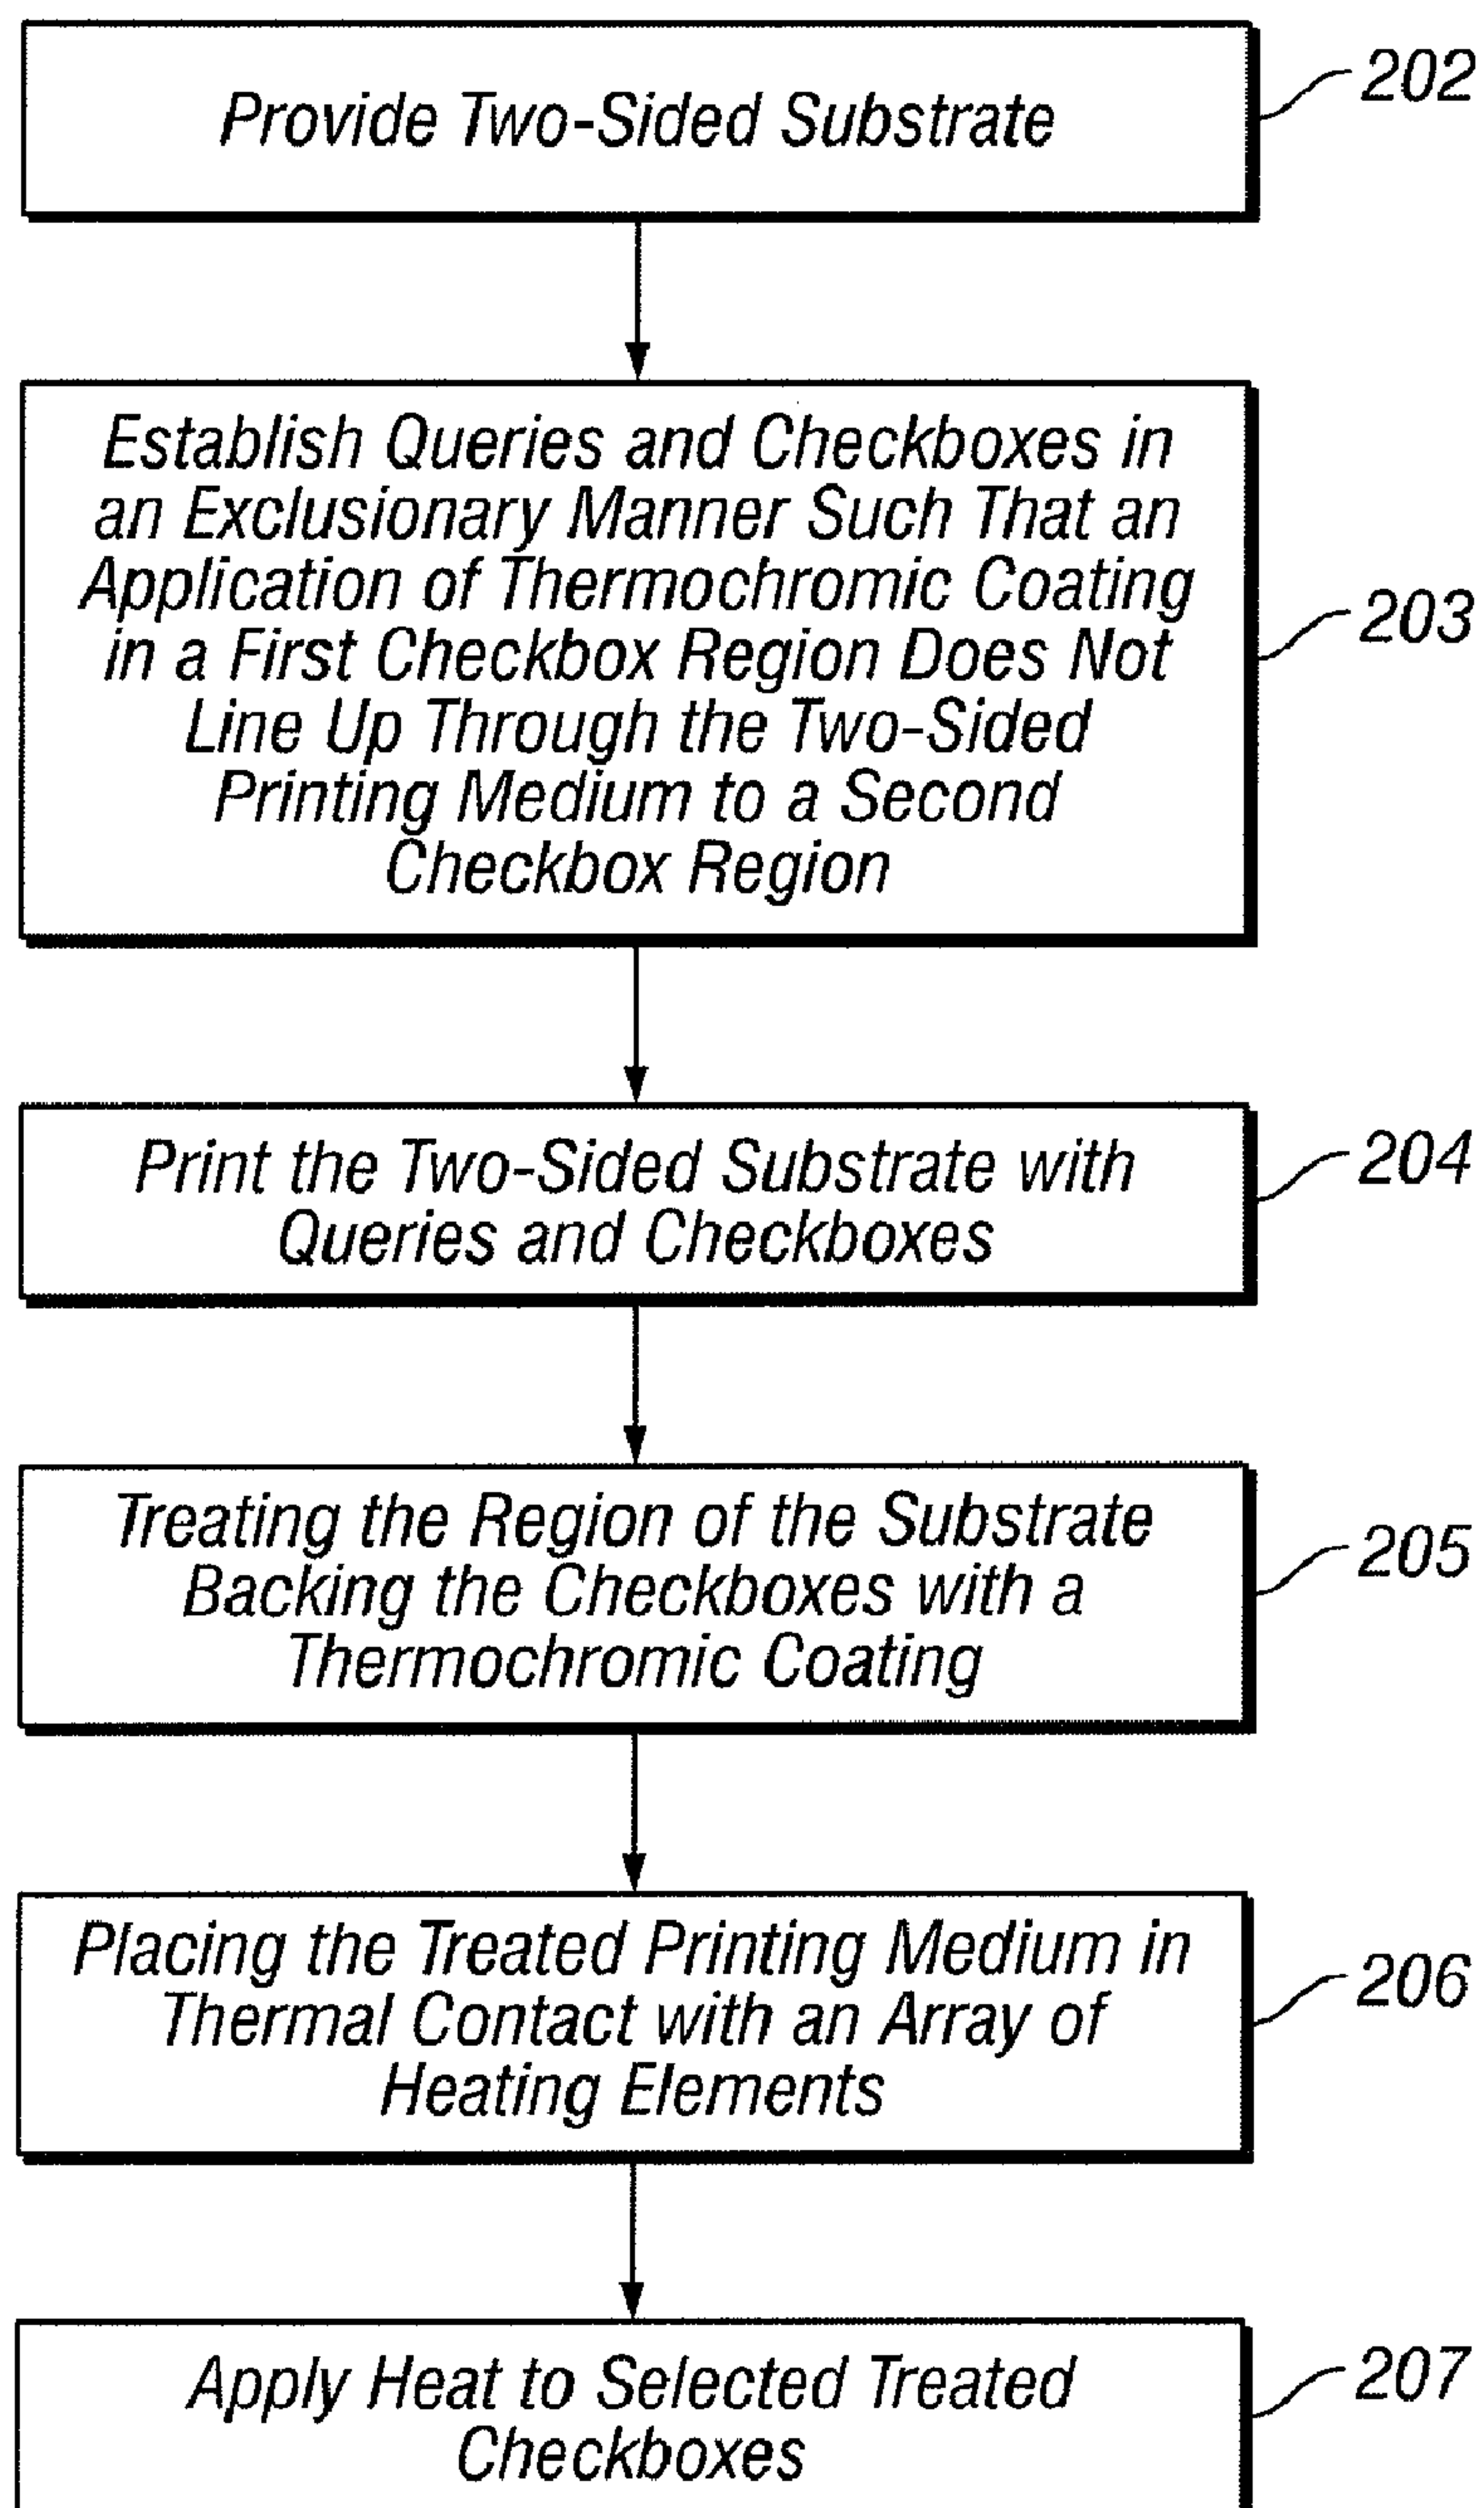 Provide Two-Sided Substrate
202
Establish Queries and Checkboxes in
an Exclusionary Manner Such That an
Application of Thermochromic Coating
in a First Checkbox Region Does Not
Line Up Through the Two-Sided
Printing Medium to a Second
Checkbox Region
203
Print the Two-Sided Substrate with
Queries and Checkboxes
204
Treating the Region of the Substrate
Backing the Checkboxes with a
Thermochromic Coating
205
Placing the Treated Printing Medium in
Thermal Contact with an Array of
Heating Elements
206
Apply Heat to Selected Treated
Checkboxes
207